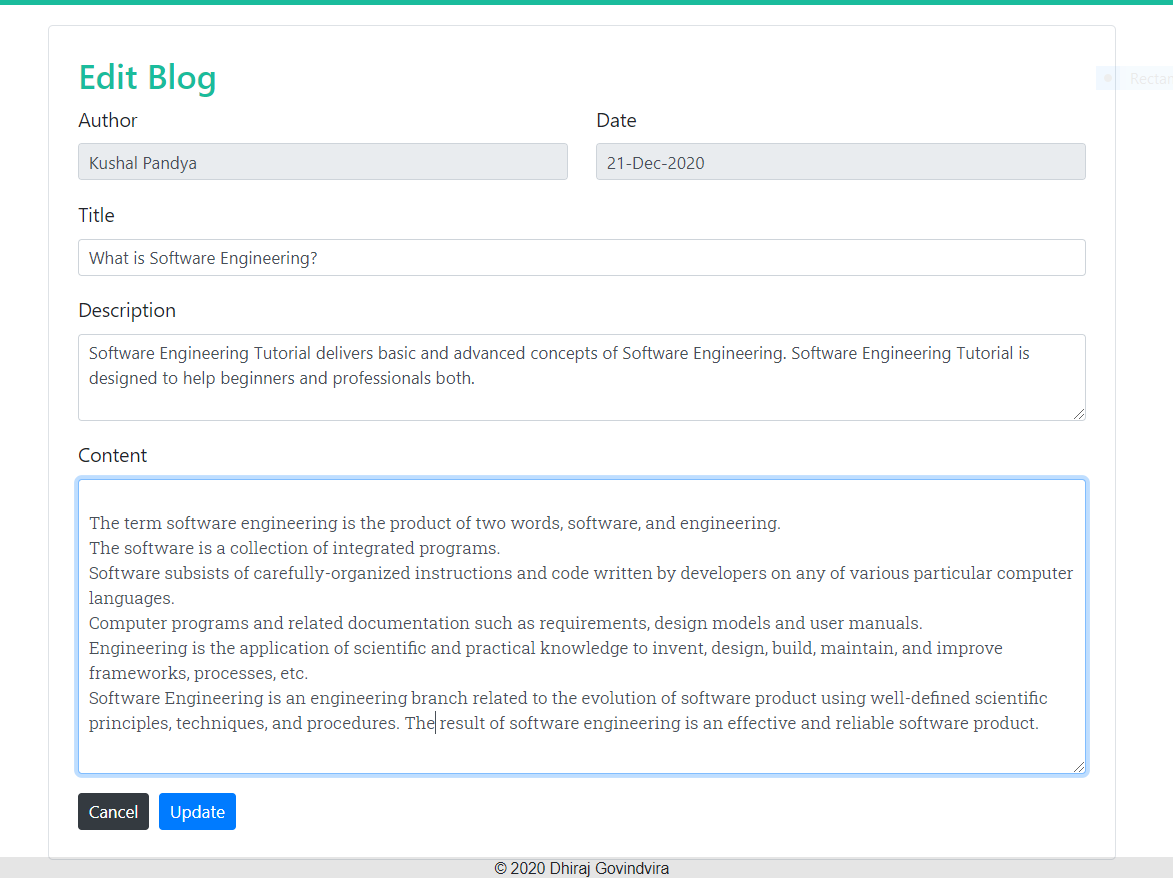 Edit Blog
Author
Date
Kushal Pandya
21-Dec-2020
Title
What is Software Engineering?
Description
Software Engineering Tutorial delivers basic and advanced concepts of Software Engineering. Software Engineering Tutorial is
designed to help beginners and professionals both.
Content
The term software engineering is the product of two words, software, and engineering.
The software is a collection of integrated programs.
Software subsists of carefully-organized instructions and code written by developers on any of various particular computer
languages.
Computer programs and related documentation such as requirements, design models and user manuals.
Engineering is the application of scientific and practical knowledge to invent, design, build, maintain, and improve
frameworks, processes, etc.
Software Engineering is an engineering branch related to the evolution of software product using well-defined scientific
principles, techniques, and procedures. The result of software engineering is an effective and reliable software product.
Cancel
Update
© 2020 Dhiraj Govindvira